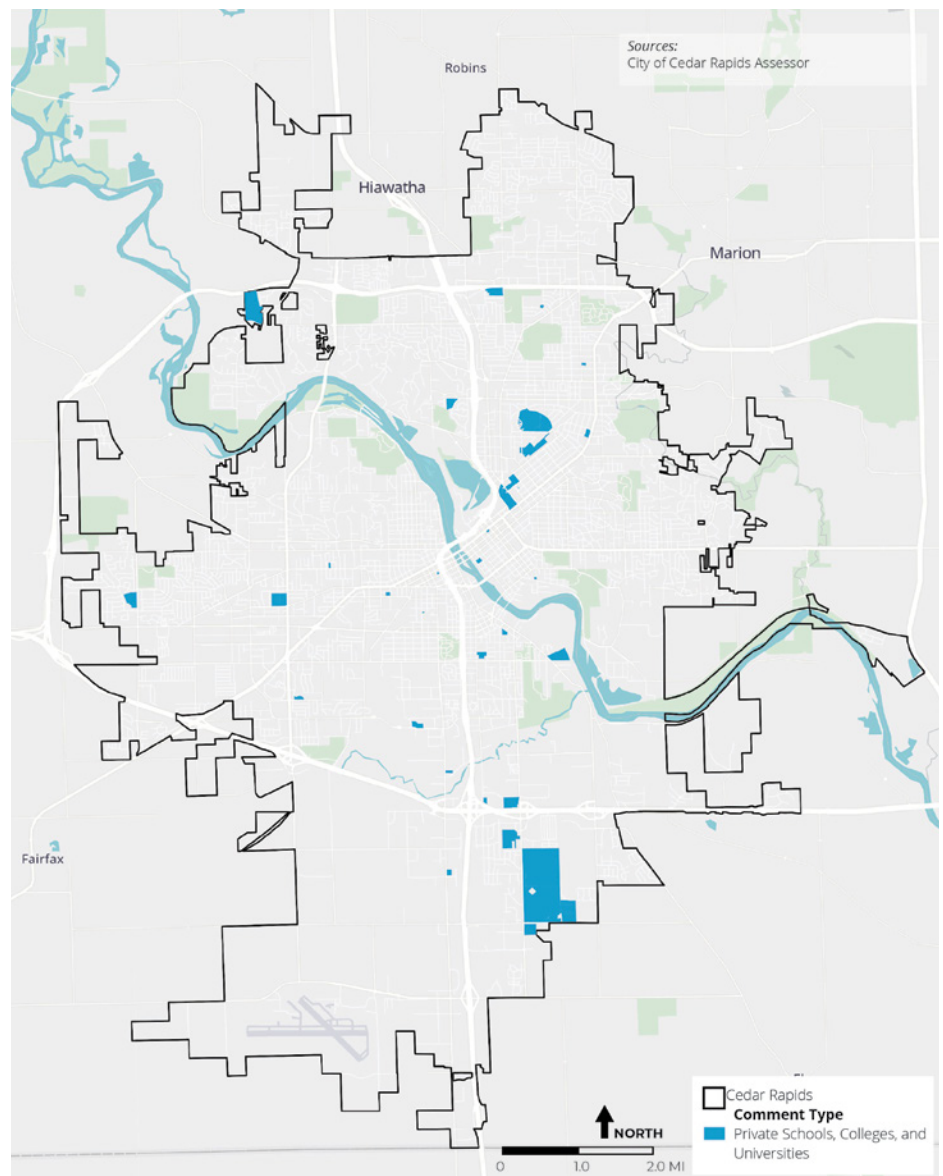 Sources:
City of Cedar Rapids Assessor
Robins
Hiawatha
Marion
Fairfax
Cedar Rapids
Comment Type
Private Schools, Colleges, and
Universities
NORTH
0 1.0 2.0 MI